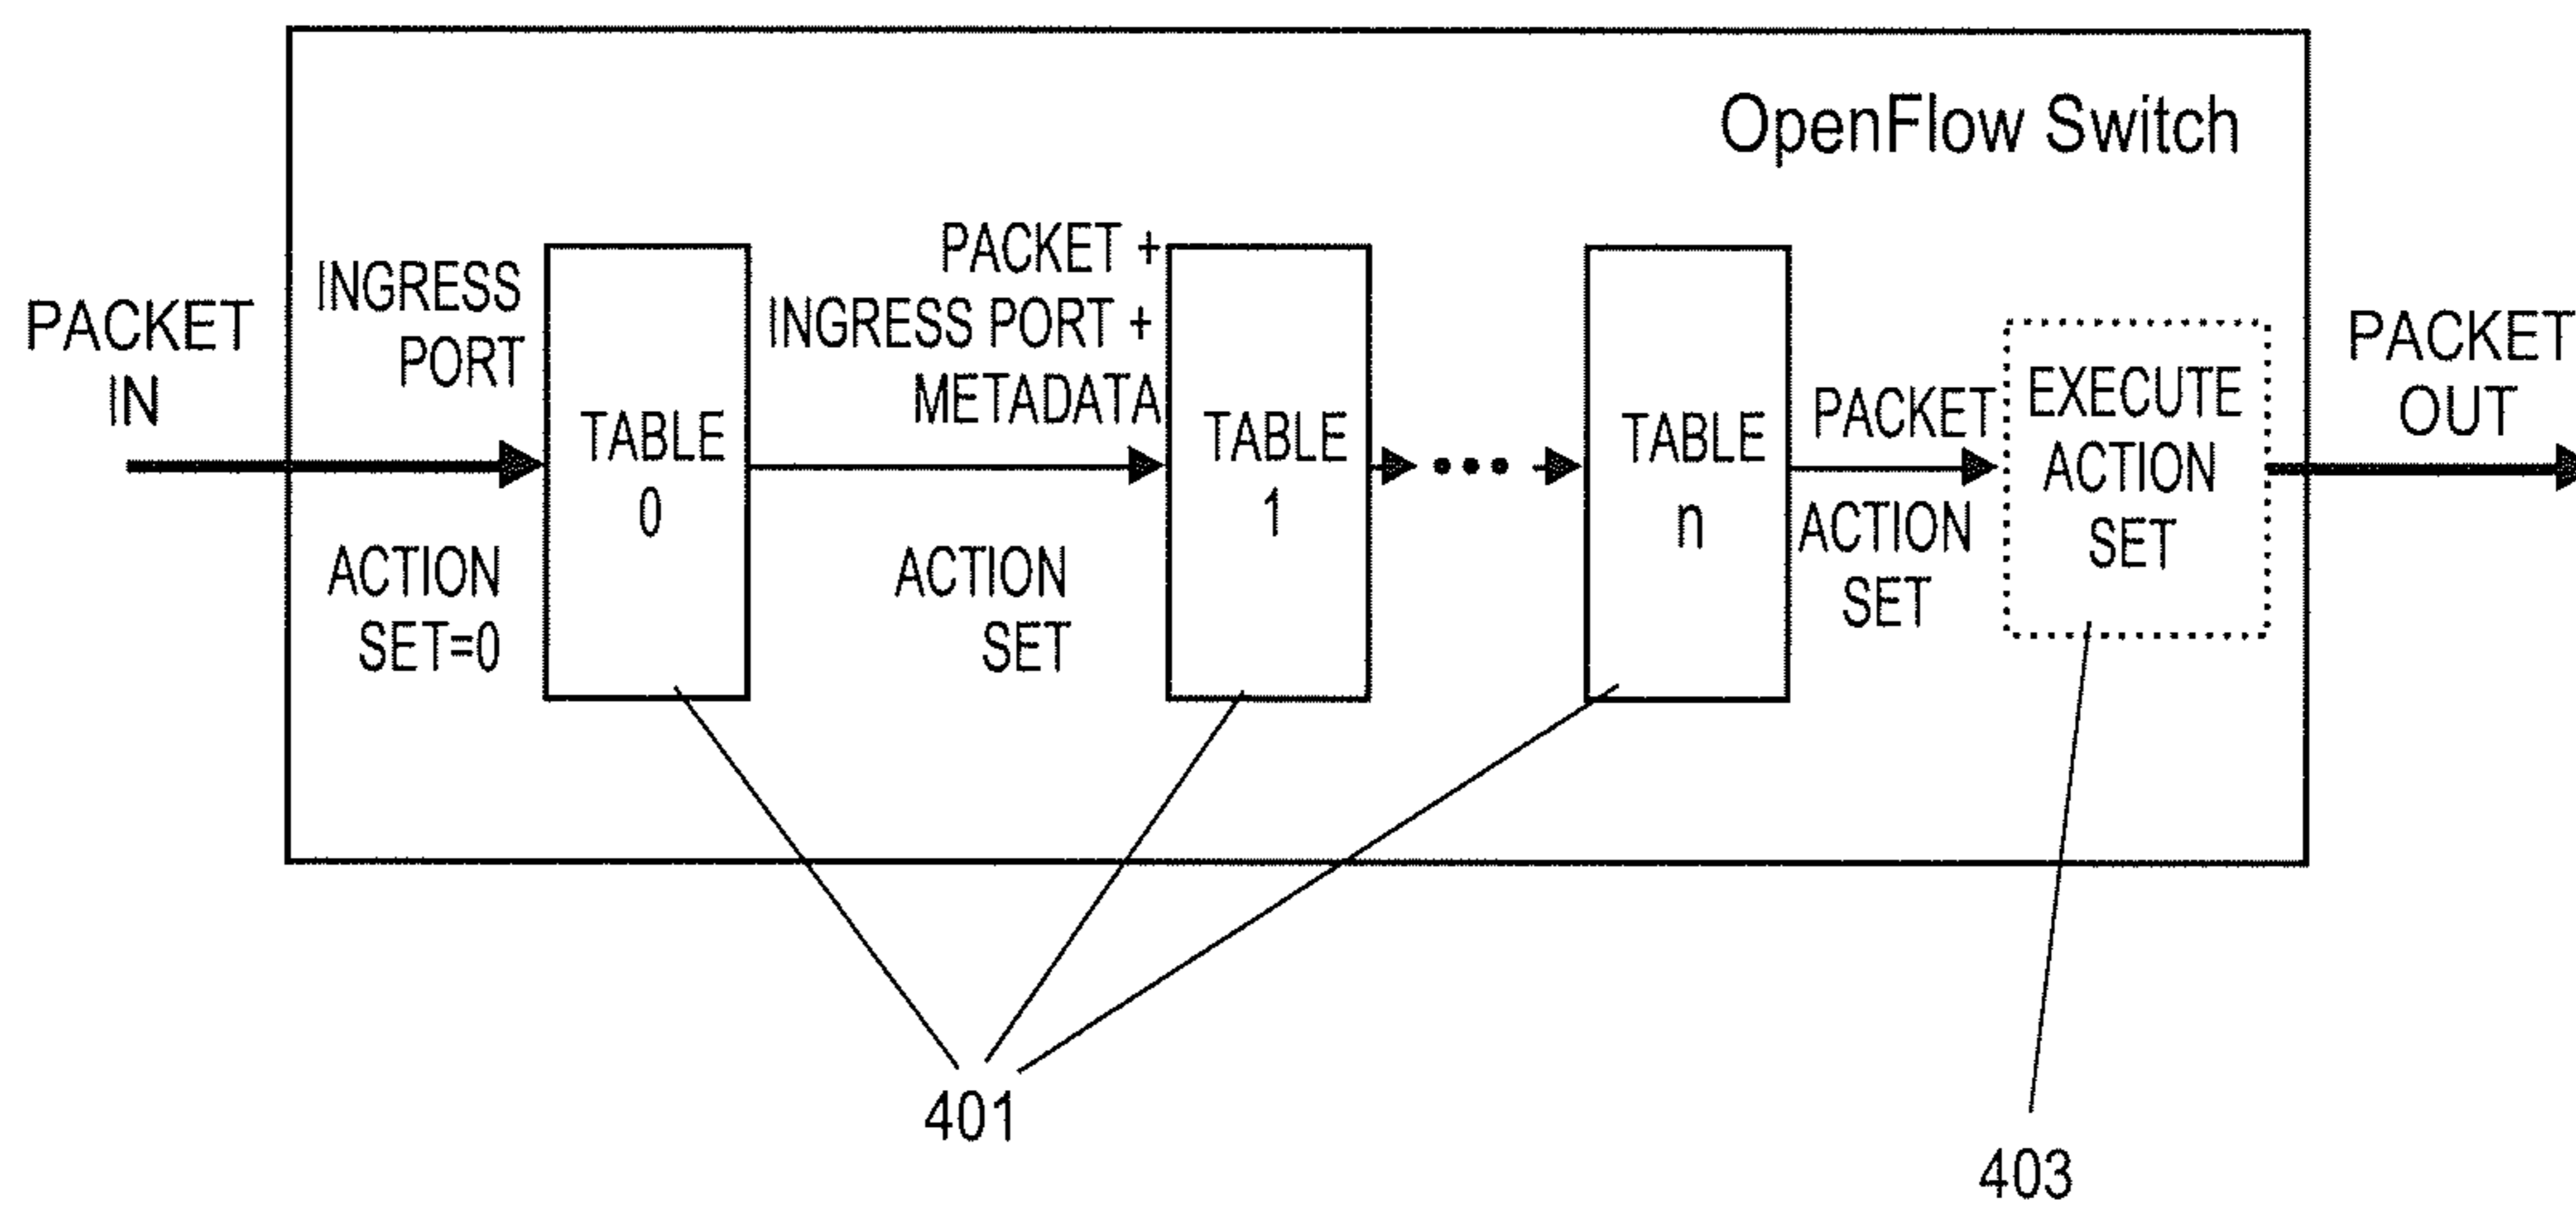 OpenFlow Switch
PACKET
IN
INGRESS
PORT
ACTION
SET=0
TABLE
0
PACKET +
INGRESS PORT +
METADATA
ACTION
SET
TABLE
1
TABLE
n
PACKET
ACTION
SET
EXECUTE
ACTION
SET
PACKET
OUT
401
403